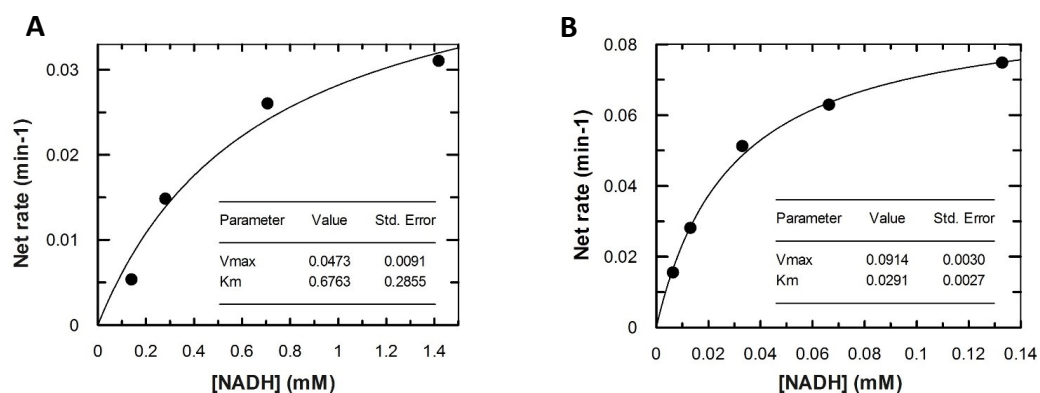 A
Net rate (min-1)
0.03
0.02
0.01
0
Parameter Value Std. Error
Vmax 0.0473 0.0091
Km 0.6763 0.2855
0 0.2 0.4 0.6 0.8 1 1.2 1.4
[NADH] (mM)
B
Net rate (min-1)
0.08
0.06
0.04
0.02
0
Parameter Value Std. Error
Vmax 0.0914 0.0030
Km 0.0291 0.0027
0 0.02 0.04 0.06 0.08 0.1 0.12 0.14
[NADH] (mM)